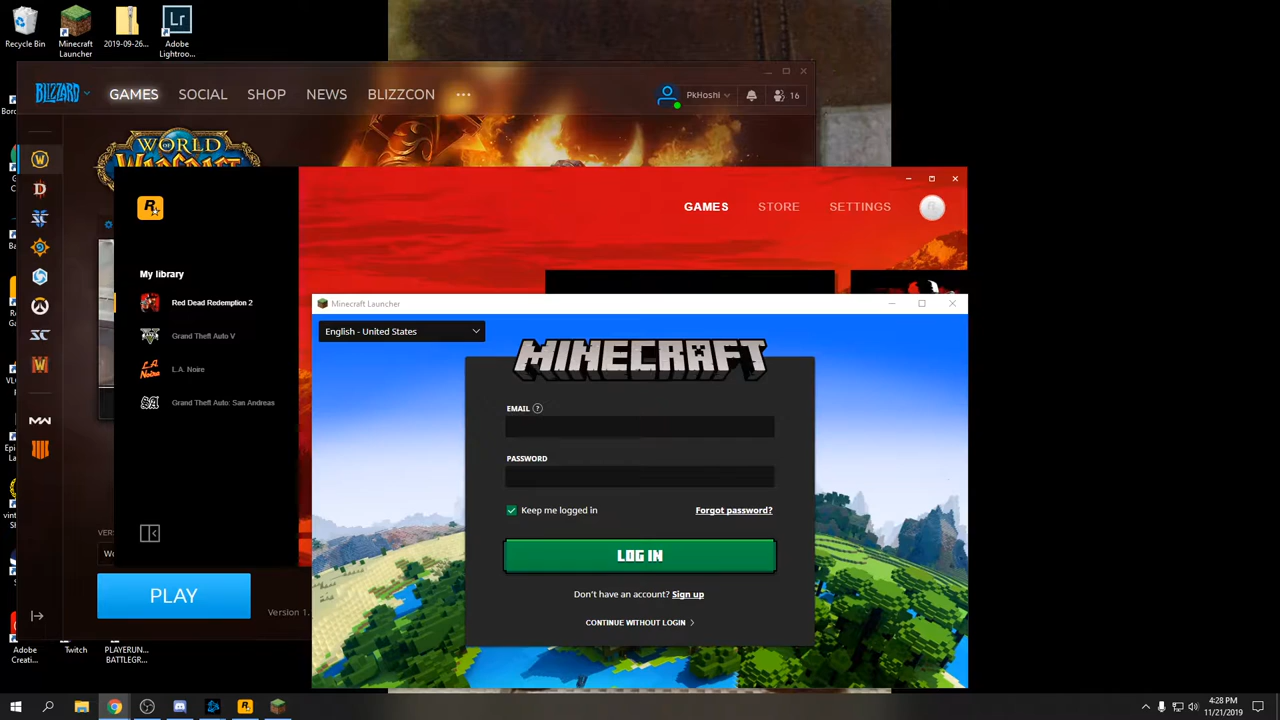 Recycle Bin
Minecraft
Launcher
2019-09-26...
Lr
Adobe
Lightroo...
BLIZZARD
GAMES
SOCIAL
SHOP
NEWS
BLIZZCON
PkHoshi
16
WORLD
WARCRAFT
GAMES
STORE
SETTINGS
My library
Red Dead Redemption 2
Grand Theft Auto V
L.A. Noire
Grand Theft Auto: San Andreas
Minecraft Launcher
English - United States
MINECRAFT
EMAIL ?
PASSWORD
Keep me logged in
Forgot password?
LOG IN
Don't have an account? Sign up
CONTINUE WITHOUT LOGIN
PLAY
Version 1.
Adobe
Creati...
Twitch
PLAYERUN...
BATTLEGR...
4:28 PM
11/21/2019